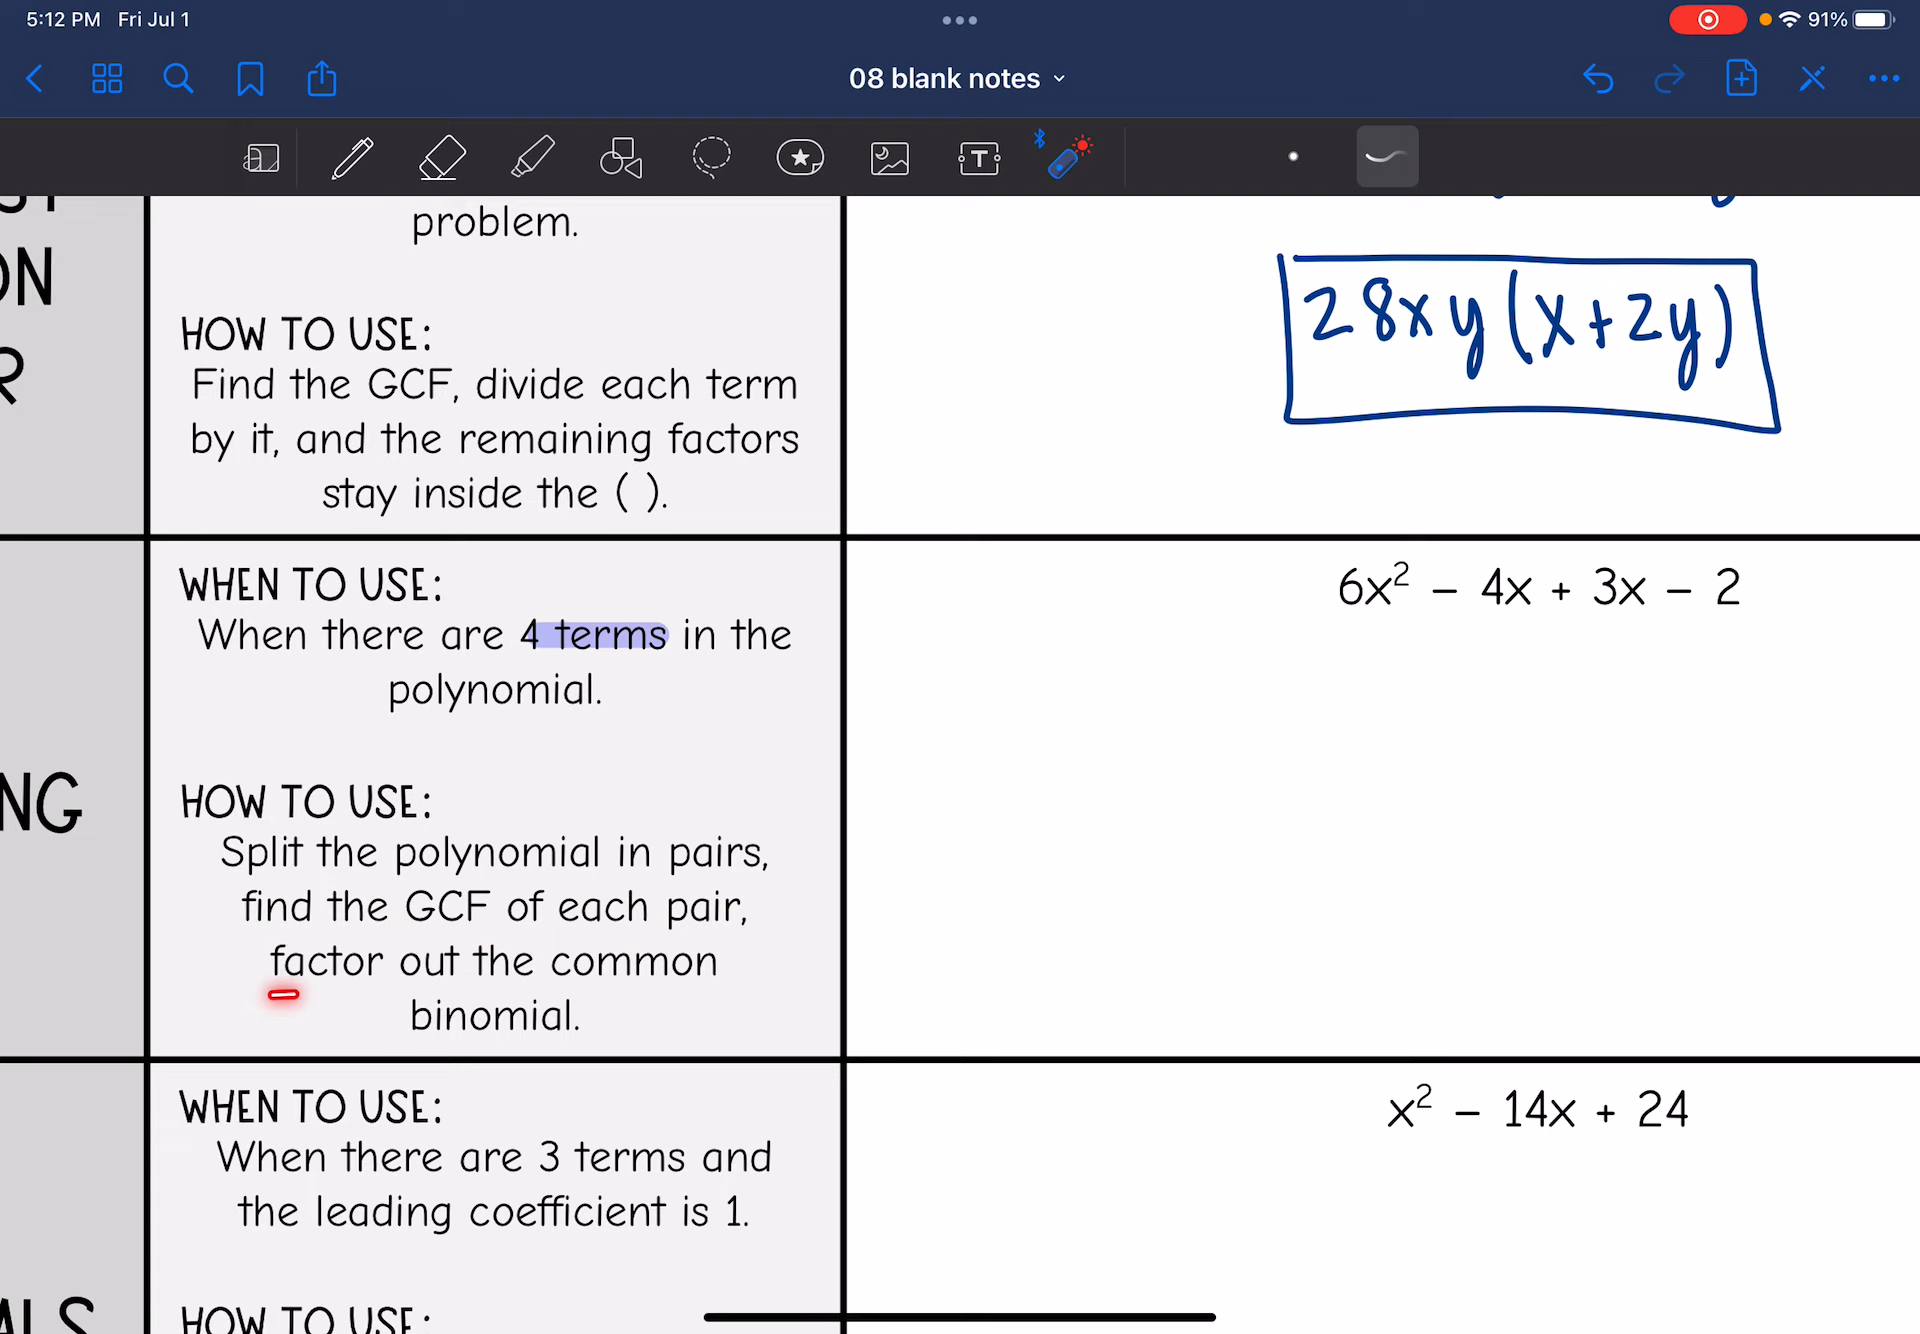 5:12 PM Fri Jul 1
91%
08 blank notes
T
ON
R
problem.
HOW TO USE:
Find the GCF, divide each term
by it, and the remaining factors
stay inside the ( ).
28xy(x+2y)
NG
WHEN TO USE:
When there are 4 terms in the
polynomial.
HOW TO USE:
Split the polynomial in pairs,
find the GCF of each pair,
factor out the common
binomial.
6x² – 4x + 3x – 2
ALS
WHEN TO USE:
When there are 3 terms and
the leading coefficient is 1.
HOW TO USE:
x² – 14x + 24